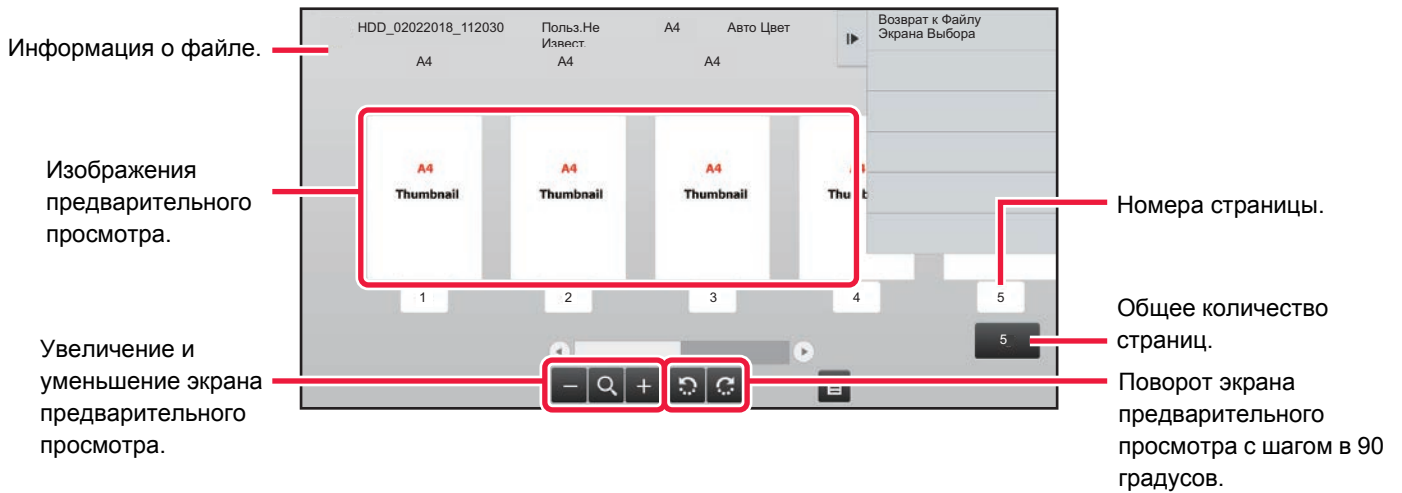 Информация о файле.
HDD_02022018_112030 Польз.Не Извест. A4 Авто Цвет
A4 A4 A4
Возврат к Файлу
Экрана Выбора
Изображения
предварительного
просмотра.
A4 A4 A4
Thumbnail Thumbnail Thumbnail Thu
1 2 3 4 5
Номера страницы.
5
Общее количество
страниц.
Увеличение и
уменьшение экрана
предварительного
просмотра.
Поворот экрана
предварительного
просмотра с шагом в 90
градусов.